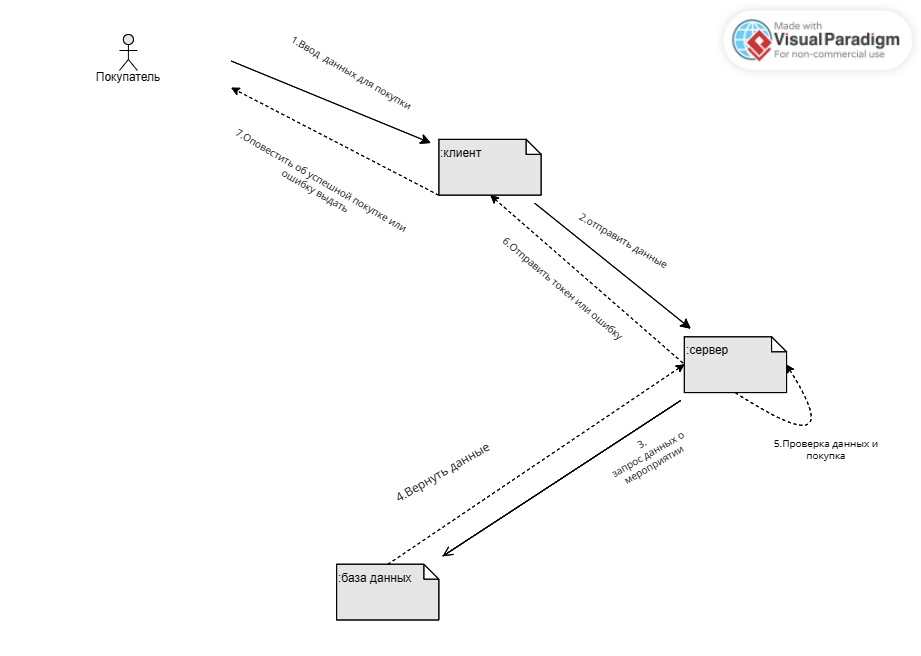 Made with
VisualParadigm
For non-commercial use
Покупатель
1.Ввод данных для покупки
7.Оповестить об успешной покупке или
ошибку выдать
:клиент
2.отправить данные
6.Отправить токен или ошибку
:сервер
5.Проверка данных и
покупка
3.
запрос данных о
мероприятии
4.Вернуть данные
:база данных